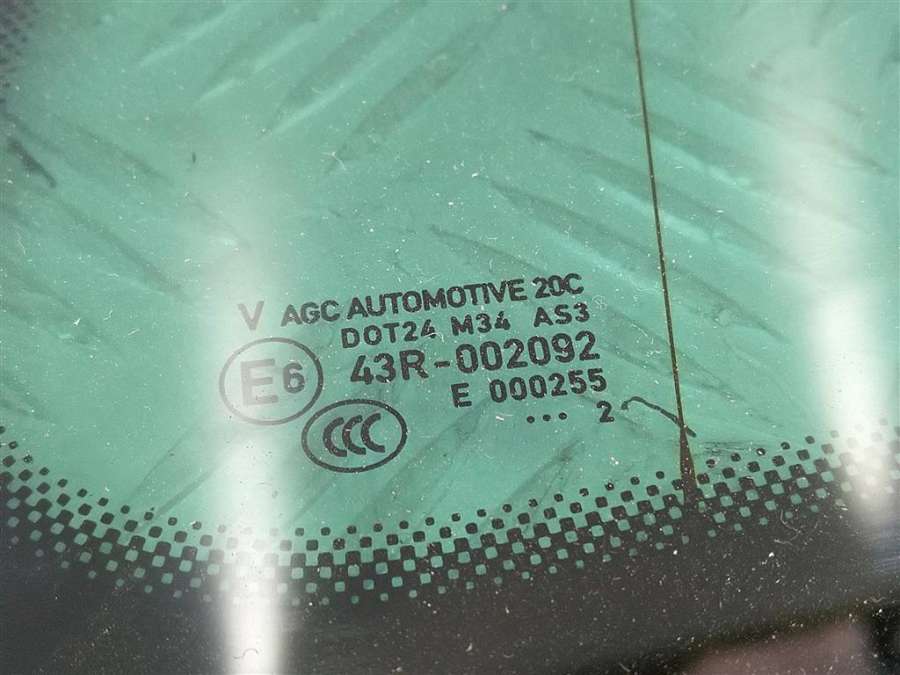 V AGC AUTOMOTIVE 20C
DOT24 M34 AS3
E6 43R-002092
E 000255
CCC ... 2